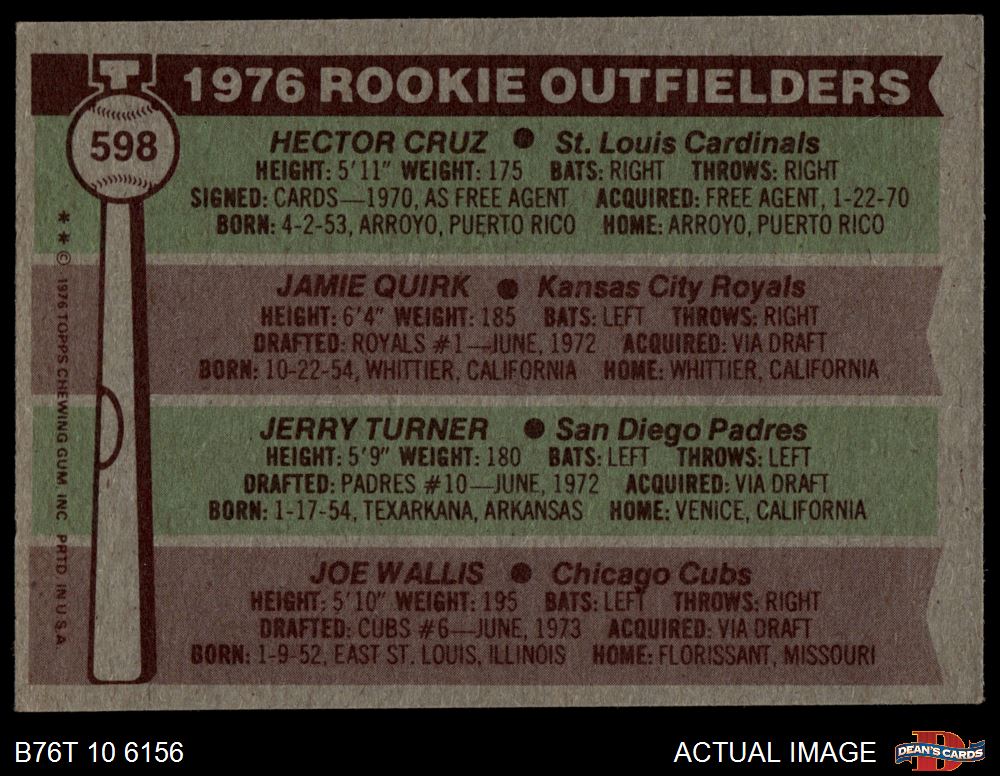 T
1976 ROOKIE OUTFIELDERS
598
HECTOR CRUZ ● St. Louis Cardinals
HEIGHT: 5'11" WEIGHT: 175 BATS: RIGHT THROWS: RIGHT
SIGNED: CARDS—1970, AS FREE AGENT ACQUIRED: FREE AGENT, 1-22-70
BORN: 4-2-53, ARROYO, PUERTO RICO HOME: ARROYO, PUERTO RICO
JAMIE QUIRK ● Kansas City Royals
HEIGHT: 6'4" WEIGHT: 185 BATS: LEFT THROWS: RIGHT
DRAFTED: ROYALS #1—JUNE, 1972 ACQUIRED: VIA DRAFT
BORN: 10-22-54, WHITTIER, CALIFORNIA HOME: WHITTIER, CALIFORNIA
JERRY TURNER ● San Diego Padres
HEIGHT: 5'9" WEIGHT: 180 BATS: LEFT THROWS: LEFT
DRAFTED: PADRES #10—JUNE, 1972 ACQUIRED: VIA DRAFT
BORN: 1-17-54, TEXARKANA, ARKANSAS HOME: VENICE, CALIFORNIA
JOE WALLIS ● Chicago Cubs
HEIGHT: 5'10" WEIGHT: 195 BATS: LEFT THROWS: RIGHT
DRAFTED: CUBS #6—JUNE, 1973 ACQUIRED: VIA DRAFT
BORN: 1-9-52, EAST ST. LOUIS, ILLINOIS HOME: FLORISSANT, MISSOURI
* * © 1976 TOPPS CHEWING GUM, INC. PRTD. IN U.S.A.
B76T 10 6156
ACTUAL IMAGE
DEAN'S CARDS